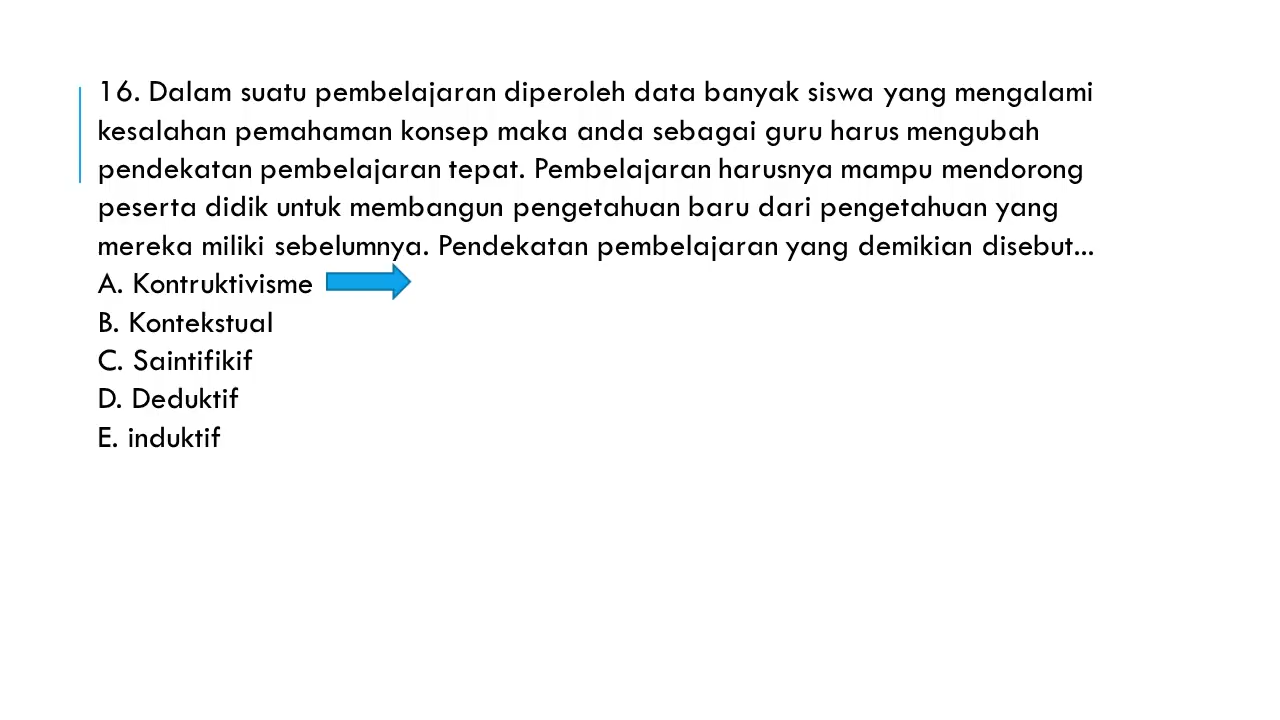 16. Dalam suatu pembelajaran diperoleh data banyak siswa yang mengalami
kesalahan pemahaman konsep maka anda sebagai guru harus mengubah
pendekatan pembelajaran tepat. Pembelajaran harusnya mampu mendorong
peserta didik untuk membangun pengetahuan baru dari pengetahuan yang
mereka miliki sebelumnya. Pendekatan pembelajaran yang demikian disebut...
A. Kontruktivisme
B. Kontekstual
C. Saintifikif
D. Deduktif
E. induktif